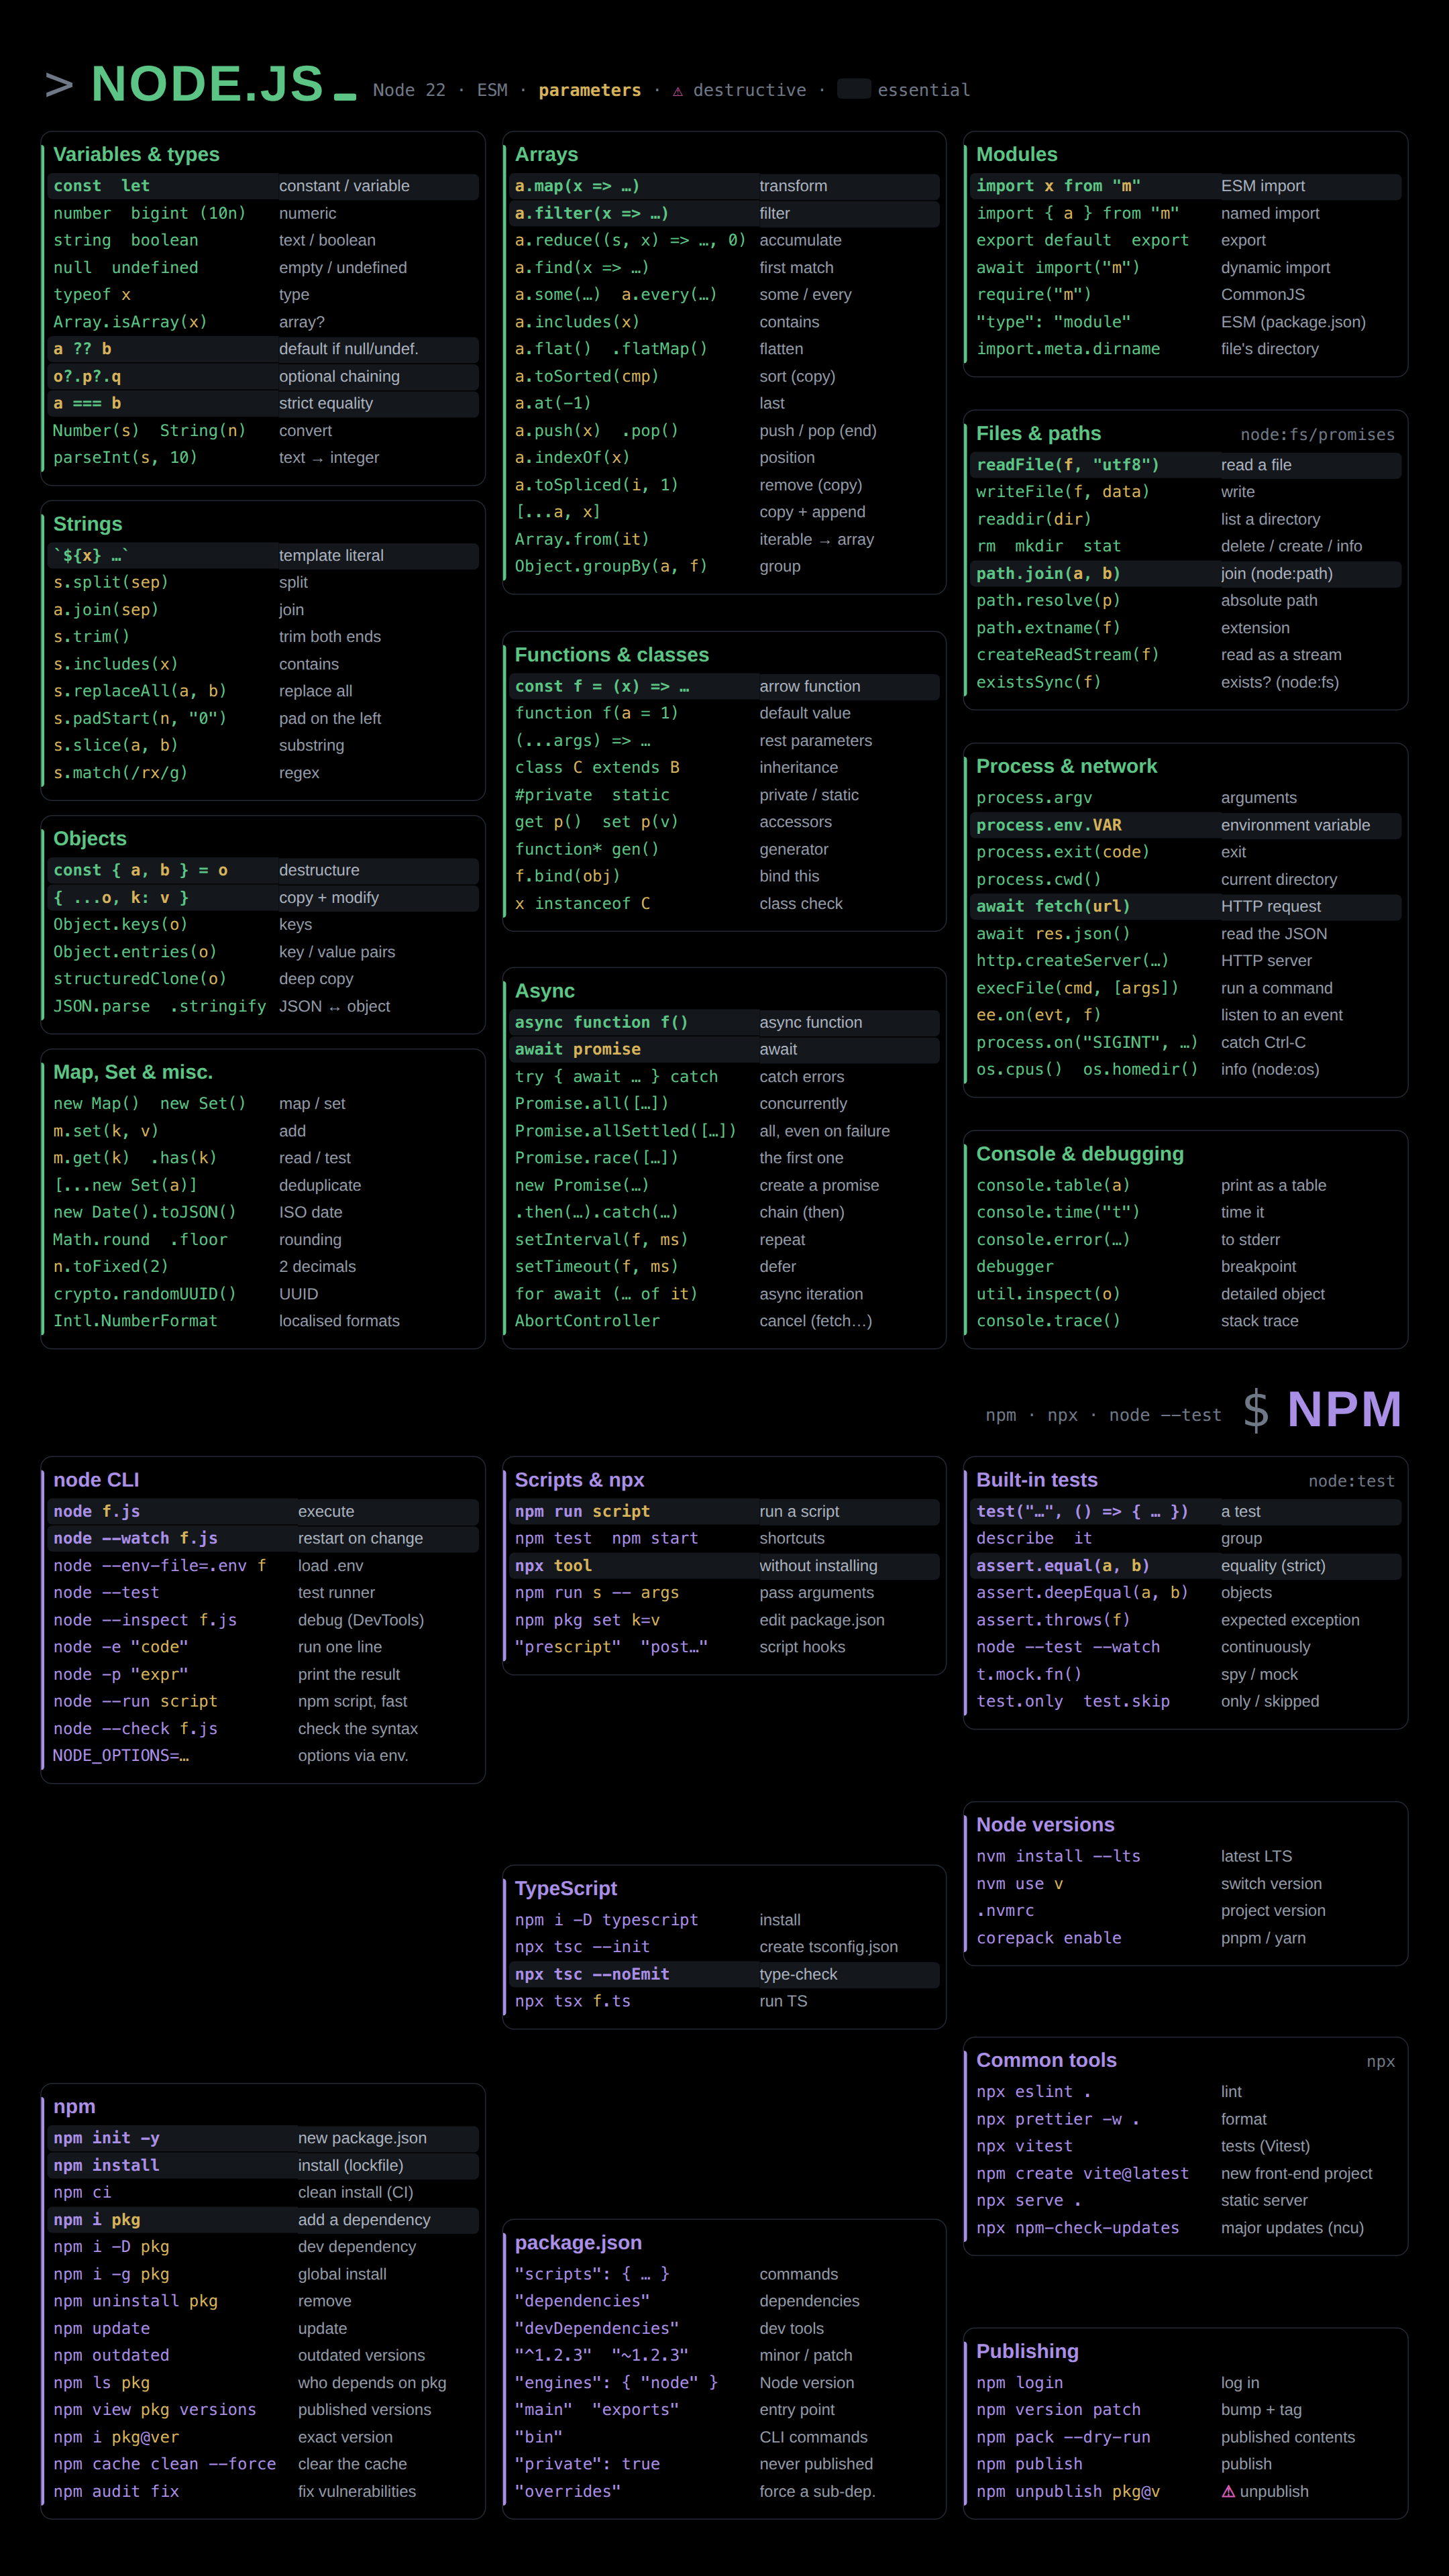 > NODE.JS_ Node 22 · ESM · parameters · ⚠ destructive · essential
Variables & types
const  let constant / variable
number  bigint (10n) numeric
string  boolean text / boolean
null  undefined empty / undefined
typeof x type
Array.isArray(x) array?
a ?? b default if null/undef.
o?.p?.q optional chaining
a === b strict equality
Number(s)  String(n) convert
parseInt(s, 10) text → integer
Strings
`${x} …` template literal
s.split(sep) split
a.join(sep) join
s.trim() trim both ends
s.includes(x) contains
s.replaceAll(a, b) replace all
s.padStart(n, "0") pad on the left
s.slice(a, b) substring
s.match(/rx/g) regex
Objects
const { a, b } = o destructure
{ ...o, k: v } copy + modify
Object.keys(o) keys
Object.entries(o) key / value pairs
structuredClone(o) deep copy
JSON.parse  .stringify JSON ↔ object
Map, Set & misc.
new Map()  new Set() map / set
m.set(k, v) add
m.get(k)  .has(k) read / test
[...new Set(a)] deduplicate
new Date().toJSON() ISO date
Math.round  .floor rounding
n.toFixed(2) 2 decimals
crypto.randomUUID() UUID
Intl.NumberFormat localised formats
Arrays
a.map(x => …) transform
a.filter(x => …) filter
a.reduce((s, x) => …, 0) accumulate
a.find(x => …) first match
a.some(…)  a.every(…) some / every
a.includes(x) contains
a.flat()  .flatMap() flatten
a.toSorted(cmp) sort (copy)
a.at(-1) last
a.push(x)  .pop() push / pop (end)
a.indexOf(x) position
a.toSpliced(i, 1) remove (copy)
[...a, x] copy + append
Array.from(it) iterable → array
Object.groupBy(a, f) group
Functions & classes
const f = (x) => … arrow function
function f(a = 1) default value
(...args) => … rest parameters
class C extends B inheritance
#private  static private / static
get p()  set p(v) accessors
function* gen() generator
f.bind(obj) bind this
x instanceof C class check
Async
async function f() async function
await promise await
try { await … } catch catch errors
Promise.all([…]) concurrently
Promise.allSettled([…]) all, even on failure
Promise.race([…]) the first one
new Promise(…) create a promise
.then(…).catch(…) chain (then)
setInterval(f, ms) repeat
setTimeout(f, ms) defer
for await (… of it) async iteration
AbortController cancel (fetch…)
Modules
import x from "m" ESM import
import { a } from "m" named import
export default  export export
await import("m") dynamic import
require("m") CommonJS
"type": "module" ESM (package.json)
import.meta.dirname file's directory
Files & paths node:fs/promises
readFile(f, "utf8") read a file
writeFile(f, data) write
readdir(dir) list a directory
rm  mkdir  stat delete / create / info
path.join(a, b) join (node:path)
path.resolve(p) absolute path
path.extname(f) extension
createReadStream(f) read as a stream
existsSync(f) exists? (node:fs)
Process & network
process.argv arguments
process.env.VAR environment variable
process.exit(code) exit
process.cwd() current directory
await fetch(url) HTTP request
await res.json() read the JSON
http.createServer(…) HTTP server
execFile(cmd, [args]) run a command
ee.on(evt, f) listen to an event
process.on("SIGINT", …) catch Ctrl-C
os.cpus()  os.homedir() info (node:os)
Console & debugging
console.table(a) print as a table
console.time("t") time it
console.error(…) to stderr
debugger breakpoint
util.inspect(o) detailed object
console.trace() stack trace
npm · npx · node --test $ NPM
node CLI
node f.js execute
node --watch f.js restart on change
node --env-file=.env f load .env
node --test test runner
node --inspect f.js debug (DevTools)
node -e "code" run one line
node -p "expr" print the result
node --run script npm script, fast
node --check f.js check the syntax
NODE_OPTIONS=… options via env.
npm
npm init -y new package.json
npm install install (lockfile)
npm ci clean install (CI)
npm i pkg add a dependency
npm i -D pkg dev dependency
npm i -g pkg global install
npm uninstall pkg remove
npm update update
npm outdated outdated versions
npm ls pkg who depends on pkg
npm view pkg versions published versions
npm i pkg@ver exact version
npm cache clean --force clear the cache
npm audit fix fix vulnerabilities
Scripts & npx
npm run script run a script
npm test  npm start shortcuts
npx tool without installing
npm run s -- args pass arguments
npm pkg set k=v edit package.json
"prescript"  "post…" script hooks
TypeScript
npm i -D typescript install
npx tsc --init create tsconfig.json
npx tsc --noEmit type-check
npx tsx f.ts run TS
package.json
"scripts": { … } commands
"dependencies" dependencies
"devDependencies" dev tools
"^1.2.3"  "~1.2.3" minor / patch
"engines": { "node" } Node version
"main"  "exports" entry point
"bin" CLI commands
"private": true never published
"overrides" force a sub-dep.
Built-in tests node:test
test("…", () => { … }) a test
describe  it group
assert.equal(a, b) equality (strict)
assert.deepEqual(a, b) objects
assert.throws(f) expected exception
node --test --watch continuously
t.mock.fn() spy / mock
test.only  test.skip only / skipped
Node versions
nvm install --lts latest LTS
nvm use v switch version
.nvmrc project version
corepack enable pnpm / yarn
Common tools npx
npx eslint . lint
npx prettier -w . format
npx vitest tests (Vitest)
npm create vite@latest new front-end project
npx serve . static server
npx npm-check-updates major updates (ncu)
Publishing
npm login log in
npm version patch bump + tag
npm pack --dry-run published contents
npm publish publish
npm unpublish pkg@v ⚠ unpublish